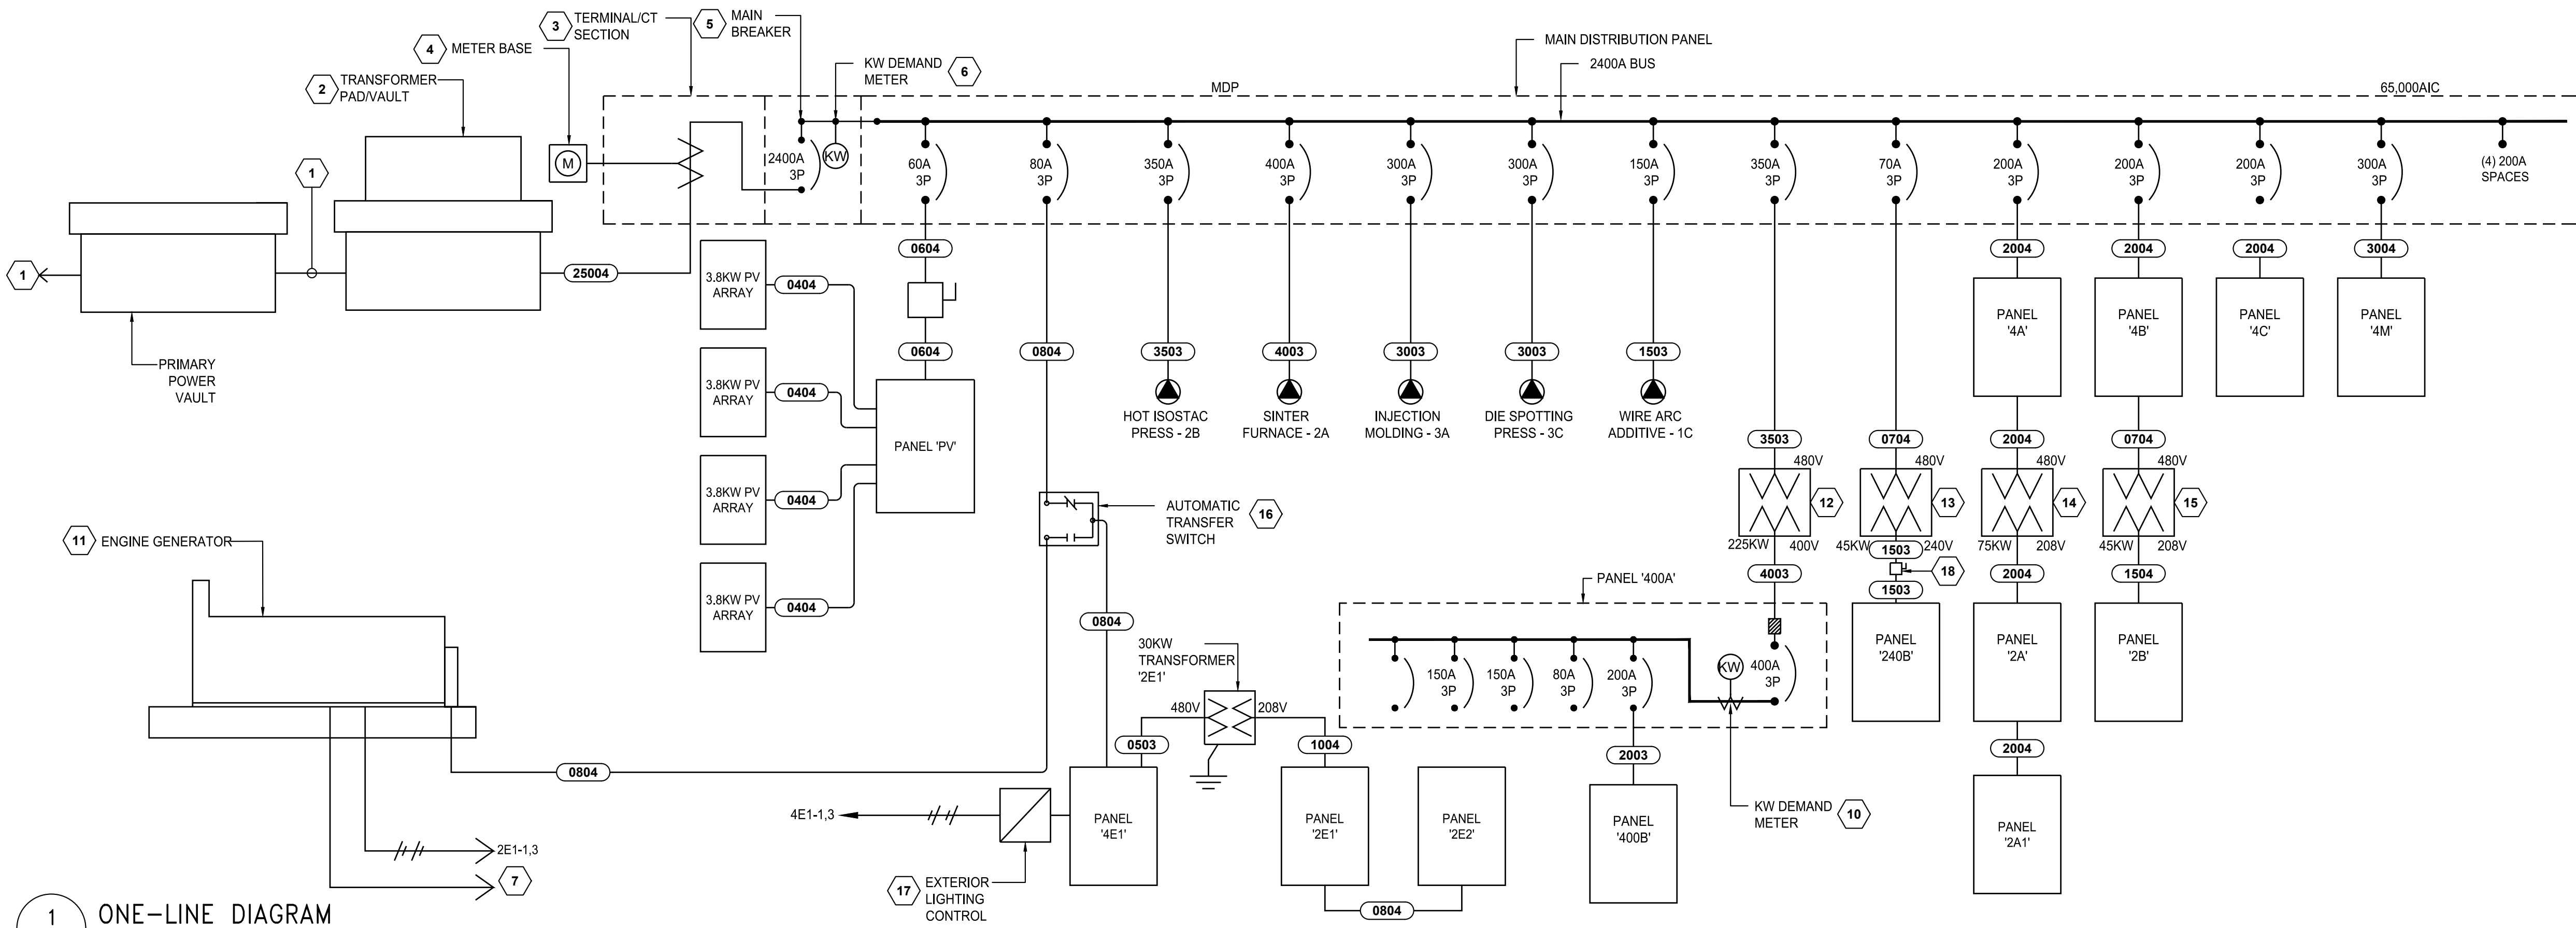 3
TERMINAL/CT
SECTION
5
MAIN
BREAKER
4
METER BASE
2
TRANSFORMER
PAD/VAULT
KW DEMAND
METER
6
MAIN DISTRIBUTION PANEL
2400A BUS
MDP
65,000AIC
1
M
2400A
3P
KW
60A
3P
80A
3P
350A
3P
400A
3P
300A
3P
300A
3P
150A
3P
350A
3P
70A
3P
200A
3P
200A
3P
200A
3P
300A
3P
(4) 200A
SPACES
1
25004
PRIMARY
POWER
VAULT
3.8KW PV
ARRAY
0404
3.8KW PV
ARRAY
0404
3.8KW PV
ARRAY
0404
3.8KW PV
ARRAY
0404
0604
0604
PANEL 'PV'
0804
3503
HOT ISOSTAC
PRESS - 2B
4003
SINTER
FURNACE - 2A
3003
INJECTION
MOLDING - 3A
3003
DIE SPOTTING
PRESS - 3C
1503
WIRE ARC
ADDITIVE - 1C
2004
PANEL
'4A'
2004
PANEL
'4B'
2004
PANEL
'4C'
3004
PANEL
'4M'
3503
480V
12
225KW
400V
4003
0704
480V
13
45KW
240V
1503
18
1503
PANEL
'240B'
2004
480V
14
75KW
208V
2004
PANEL
'2A'
2004
PANEL
'2A1'
0704
480V
15
45KW
208V
1504
PANEL
'2B'
AUTOMATIC
TRANSFER
SWITCH
16
11
ENGINE GENERATOR
0804
0804
30KW
TRANSFORMER
'2E1'
480V
208V
0503
1004
PANEL
'4E1'
PANEL
'2E1'
PANEL
'2E2'
0804
4E1-1,3
17
EXTERIOR
LIGHTING
CONTROL
PANEL '400A'
150A
3P
150A
3P
80A
3P
200A
3P
KW
400A
3P
2003
PANEL
'400B'
KW DEMAND
METER
10
2E1-1,3
7
1
ONE-LINE DIAGRAM